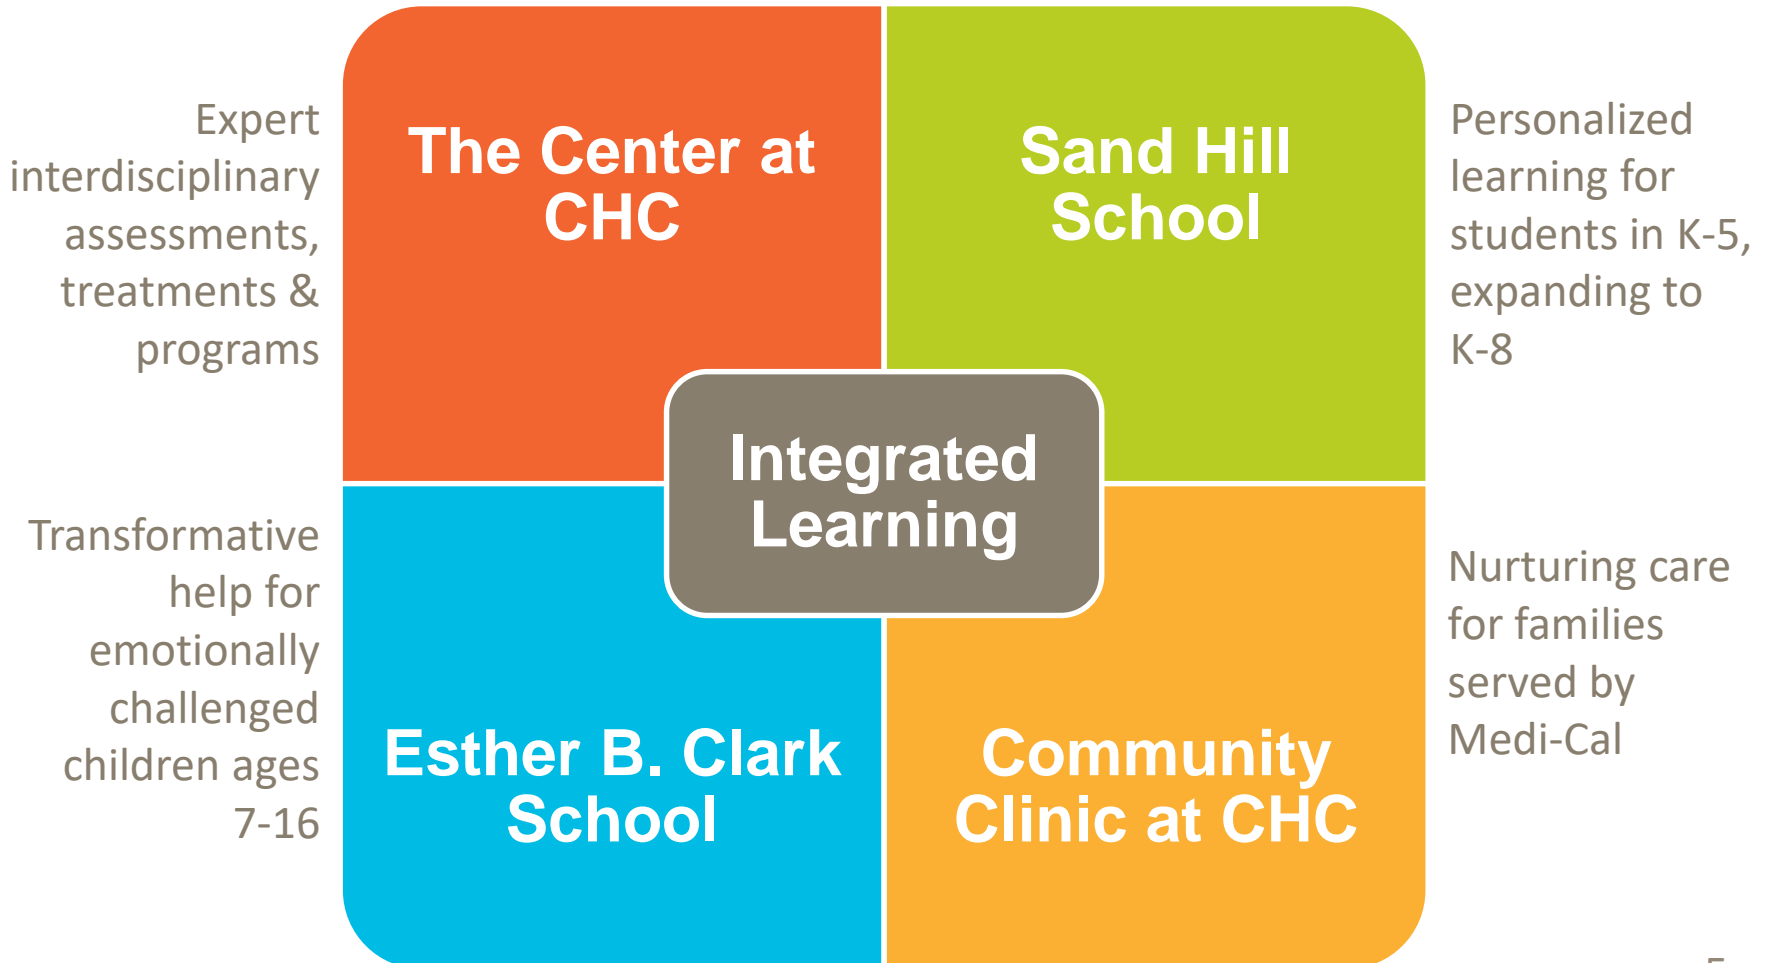 Expert
interdisciplinary
assessments,
treatments &
programs
The Center at
CHC
Sand Hill
School
Personalized
learning for
students in K-5,
expanding to
K-8
Integrated
Learning
Transformative
help for
emotionally
challenged
children ages
7-16
Esther B. Clark
School
Community
Clinic at CHC
Nurturing care
for families
served by
Medi-Cal